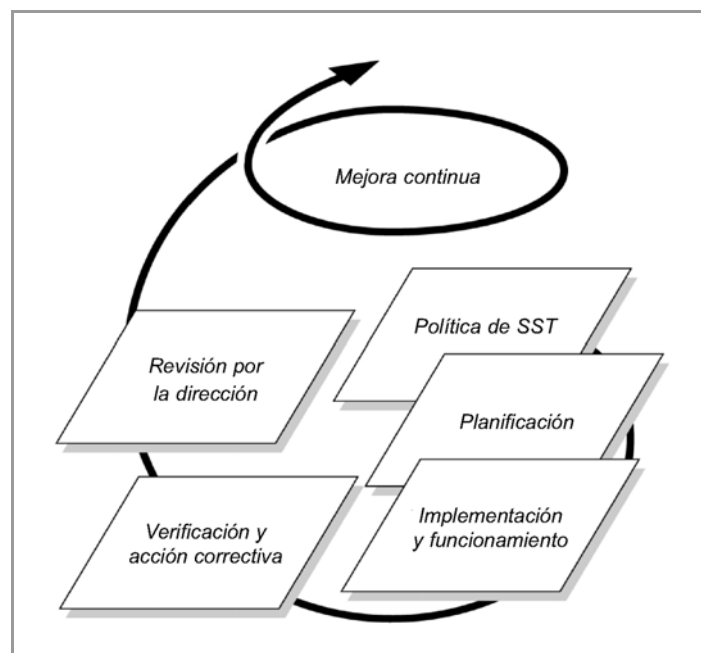 Mejora continua
Política de SST
Planificación
Implementación
y funcionamiento
Verificación y
acción correctiva
Revisión por
la dirección